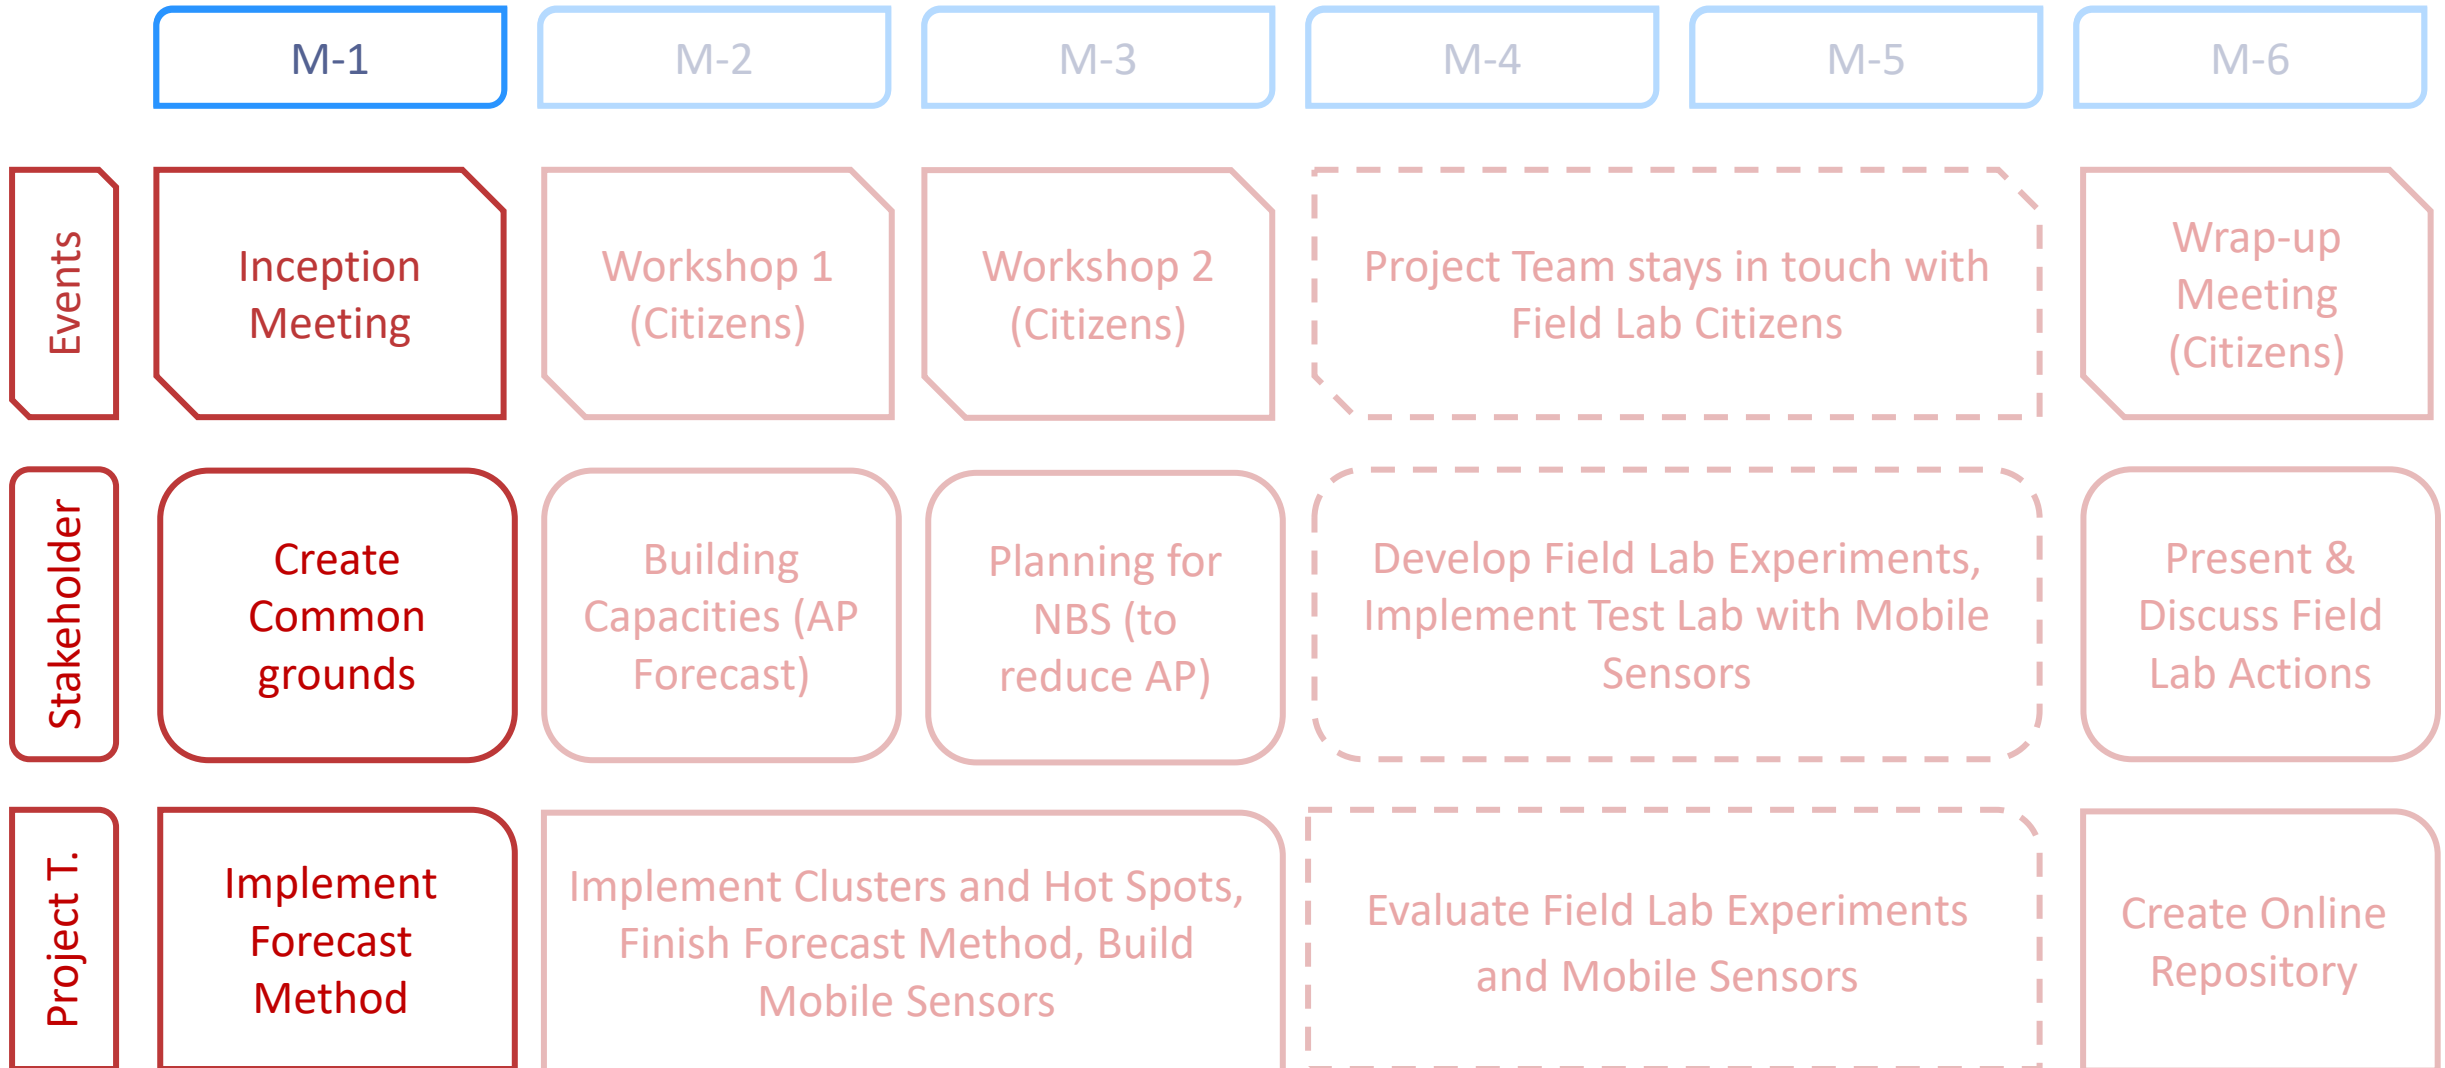 M-1
M-2
M-3
M-4
M-5
M-6
Events
Inception
Meeting
Workshop 1
(Citizens)
Workshop 2
(Citizens)
Project Team stays in touch with
Field Lab Citizens
Wrap-up
Meeting
(Citizens)
Stakeholder
Create
Common
grounds
Building
Capacities (AP
Forecast)
Planning for
NBS (to
reduce AP)
Develop Field Lab Experiments,
Implement Test Lab with Mobile
Sensors
Present &
Discuss Field
Lab Actions
Project T.
Implement
Forecast
Method
Implement Clusters and Hot Spots,
Finish Forecast Method, Build
Mobile Sensors
Evaluate Field Lab Experiments
and Mobile Sensors
Create Online
Repository